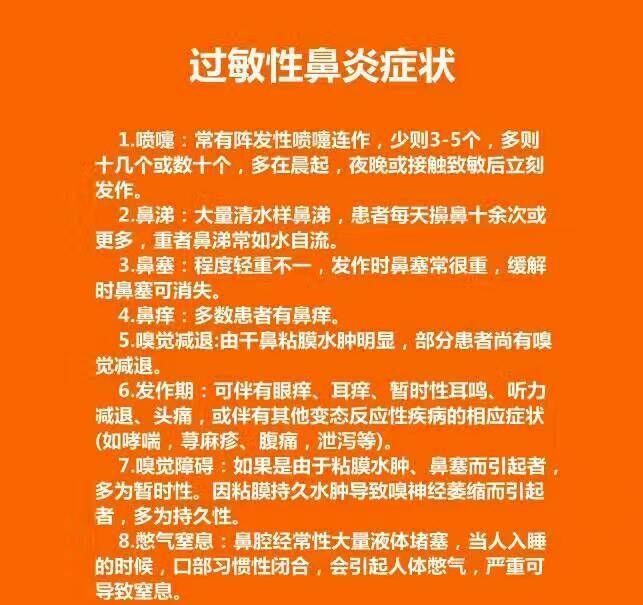 过敏性鼻炎症状
1.喷嚏：常有阵发性喷嚏连作，少则3-5个，多则
十几个或数十个，多在晨起，夜晚或接触致敏后立刻
发作。
2.鼻涕：大量清水样鼻涕，患者每天擤鼻十余次或
更多，重者鼻涕常如水自流。
3.鼻塞：程度轻重不一，发作时鼻塞常很重，缓解
时鼻塞可消失。
4.鼻痒：多数患者有鼻痒。
5.嗅觉减退:由干鼻粘膜水肿明显，部分患者尚有嗅
觉减退。
6.发作期：可伴有眼痒、耳痒、暂时性耳鸣、听力
减退、头痛，或伴有其他变态反应性疾病的相应症状
(如哮喘，荨麻疹、腹痛，泄泻等)。
7.嗅觉障碍：如果是由于粘膜水肿、鼻塞而引起者，
多为暂时性。因粘膜持久水肿导致嗅神经萎缩而引起
者，多为持久性。
8.憋气窒息：鼻腔经常性大量液体堵塞，当人入睡
的时候，口部习惯性闭合，会引起人体憋气，严重可
导致窒息。